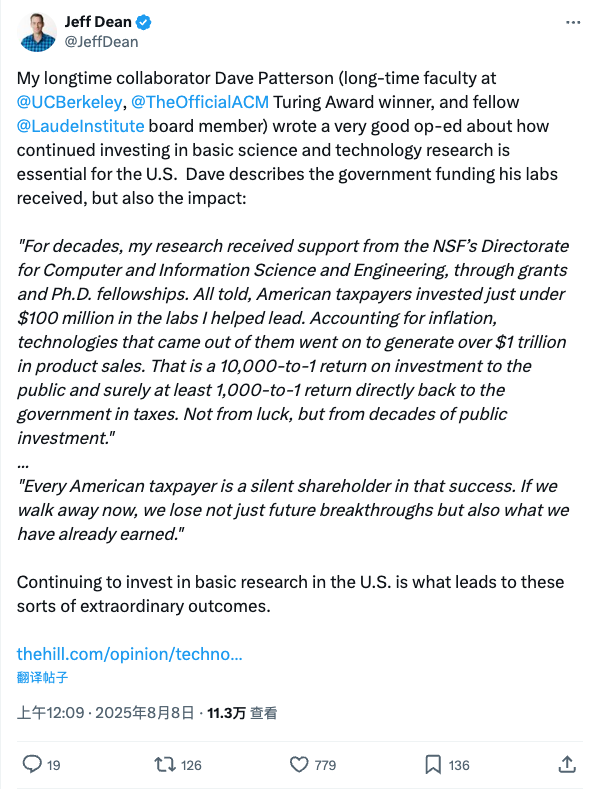 Jeff Dean
@JeffDean
My longtime collaborator Dave Patterson (long-time faculty at
@UCBerkeley, @TheOfficialACM Turing Award winner, and fellow
@LaudeInstitute board member) wrote a very good op-ed about how
continued investing in basic science and technology research is
essential for the U.S.  Dave describes the government funding his labs
received, but also the impact:
"For decades, my research received support from the NSF’s Directorate
for Computer and Information Science and Engineering, through grants
and Ph.D. fellowships. All told, American taxpayers invested just under
$100 million in the labs I helped lead. Accounting for inflation,
technologies that came out of them went on to generate over $1 trillion
in product sales. That is a 10,000-to-1 return on investment to the
public and surely at least 1,000-to-1 return directly back to the
government in taxes. Not from luck, but from decades of public
investment."
...
"Every American taxpayer is a silent shareholder in that success. If we
walk away now, we lose not just future breakthroughs but also what we
have already earned."
Continuing to invest in basic research in the U.S. is what leads to these
sorts of extraordinary outcomes.
thehill.com/opinion/techno...
翻译帖子
上午12:09 · 2025年8月8日 · 11.3万 查看
19 126 779 136